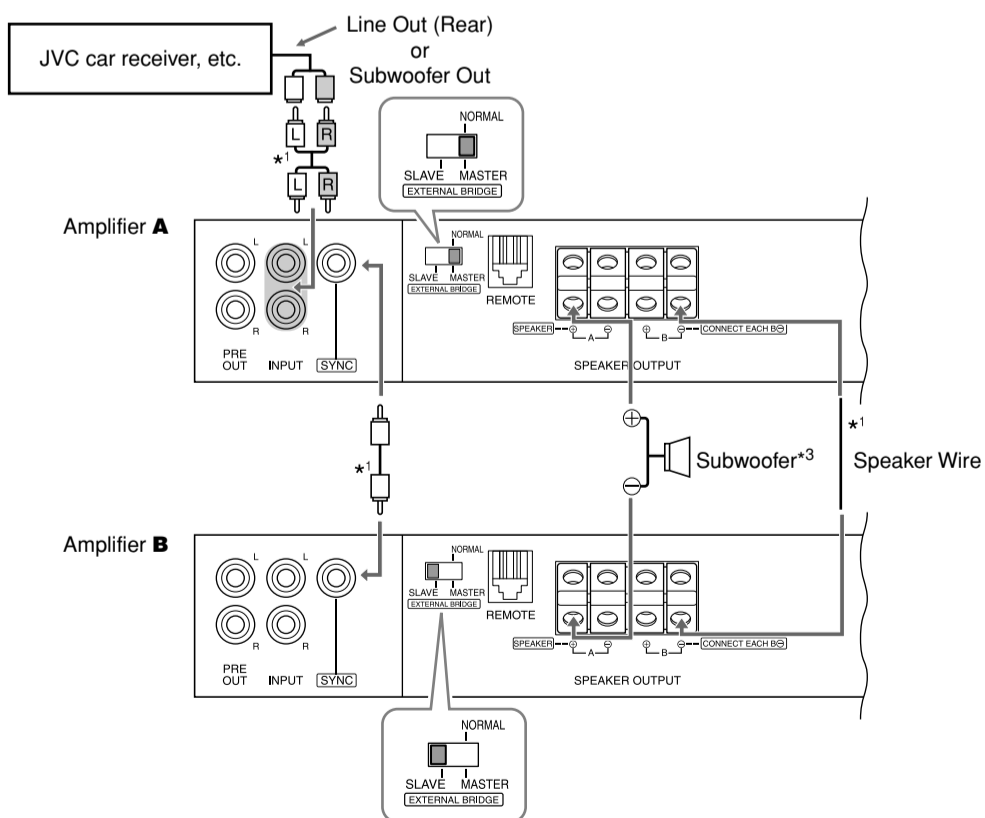 Line Out (Rear)
or
Subwoofer Out
JVC car receiver, etc.
L R
*1
L R
NORMAL
SLAVE MASTER
EXTERNAL BRIDGE
Amplifier A
L L
R R
PRE OUT
INPUT
SYNC
NORMAL
SLAVE MASTER
EXTERNAL BRIDGE
REMOTE
SPEAKER ⊕ A ⊖ ⊕ B ⊖ CONNECT EACH B⊖
SPEAKER OUTPUT
*1
⊕
Subwoofer*3
⊖
*1
Speaker Wire
Amplifier B
L L
R R
PRE OUT
INPUT
SYNC
NORMAL
SLAVE MASTER
EXTERNAL BRIDGE
REMOTE
SPEAKER ⊕ A ⊖ ⊕ B ⊖ CONNECT EACH B⊖
SPEAKER OUTPUT
NORMAL
SLAVE MASTER
EXTERNAL BRIDGE